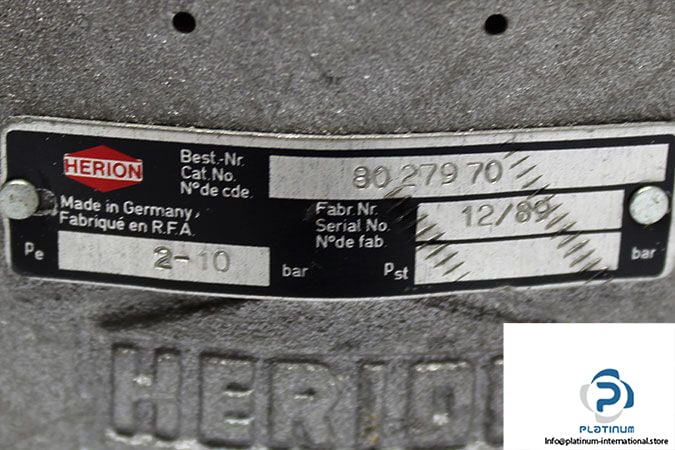 HERION
Best.-Nr.
Cat.No.
N°de cde.
80 279 70
Made in Germany,
Fabriqué en R.F.A.
Fabr.Nr.
Serial No.
N°de fab.
12/89
Pe
2-10
bar
Pst
bar
HERIO
PLATINUM
info@platinum-international.store